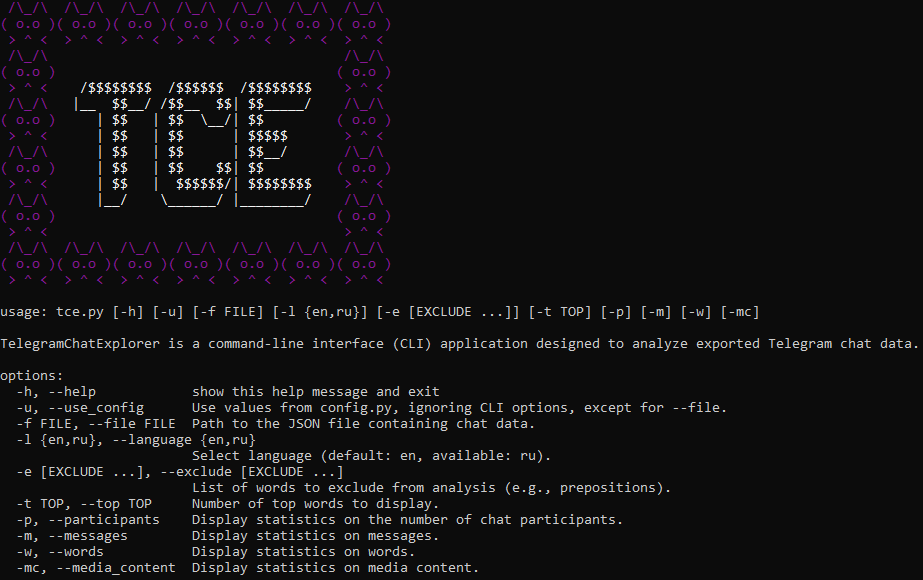 /\_/\  /\_/\  /\_/\  /\_/\  /\_/\  /\_/\  /\_/\
( o.o )( o.o )( o.o )( o.o )( o.o )( o.o )( o.o )
 > ^ <  > ^ <  > ^ <  > ^ <  > ^ <  > ^ <  > ^ <
 /\_/\                                     /\_/\
( o.o )                                   ( o.o )
 > ^ <    /$$$$$$$$  /$$$$$$  /$$$$$$$$    > ^ <
 /\_/\   |__  $$__/ /$$__  $$| $$_____/    /\_/\
( o.o )     | $$   | $$  \__/| $$         ( o.o )
 > ^ <      | $$   | $$      | $$$$$       > ^ <
 /\_/\      | $$   | $$      | $$__/       /\_/\
( o.o )     | $$   | $$    $$| $$         ( o.o )
 > ^ <      | $$   |  $$$$$$/| $$$$$$$$    > ^ <
 /\_/\      |__/    \______/ |________/    /\_/\
( o.o )                                   ( o.o )
 > ^ <                                     > ^ <
 /\_/\  /\_/\  /\_/\  /\_/\  /\_/\  /\_/\  /\_/\
( o.o )( o.o )( o.o )( o.o )( o.o )( o.o )( o.o )
 > ^ <  > ^ <  > ^ <  > ^ <  > ^ <  > ^ <  > ^ <
usage: tce.py [-h] [-u] [-f FILE] [-l {en,ru}] [-e [EXCLUDE ...]] [-t TOP] [-p] [-m] [-w] [-mc]
TelegramChatExplorer is a command-line interface (CLI) application designed to analyze exported Telegram chat data.
options:
  -h, --help            show this help message and exit
  -u, --use_config      Use values from config.py, ignoring CLI options, except for --file.
  -f FILE, --file FILE  Path to the JSON file containing chat data.
  -l {en,ru}, --language {en,ru}
                        Select language (default: en, available: ru).
  -e [EXCLUDE ...], --exclude [EXCLUDE ...]
                        List of words to exclude from analysis (e.g., prepositions).
  -t TOP, --top TOP     Number of top words to display.
  -p, --participants    Display statistics on the number of chat participants.
  -m, --messages        Display statistics on messages.
  -w, --words           Display statistics on words.
  -mc, --media_content  Display statistics on media content.